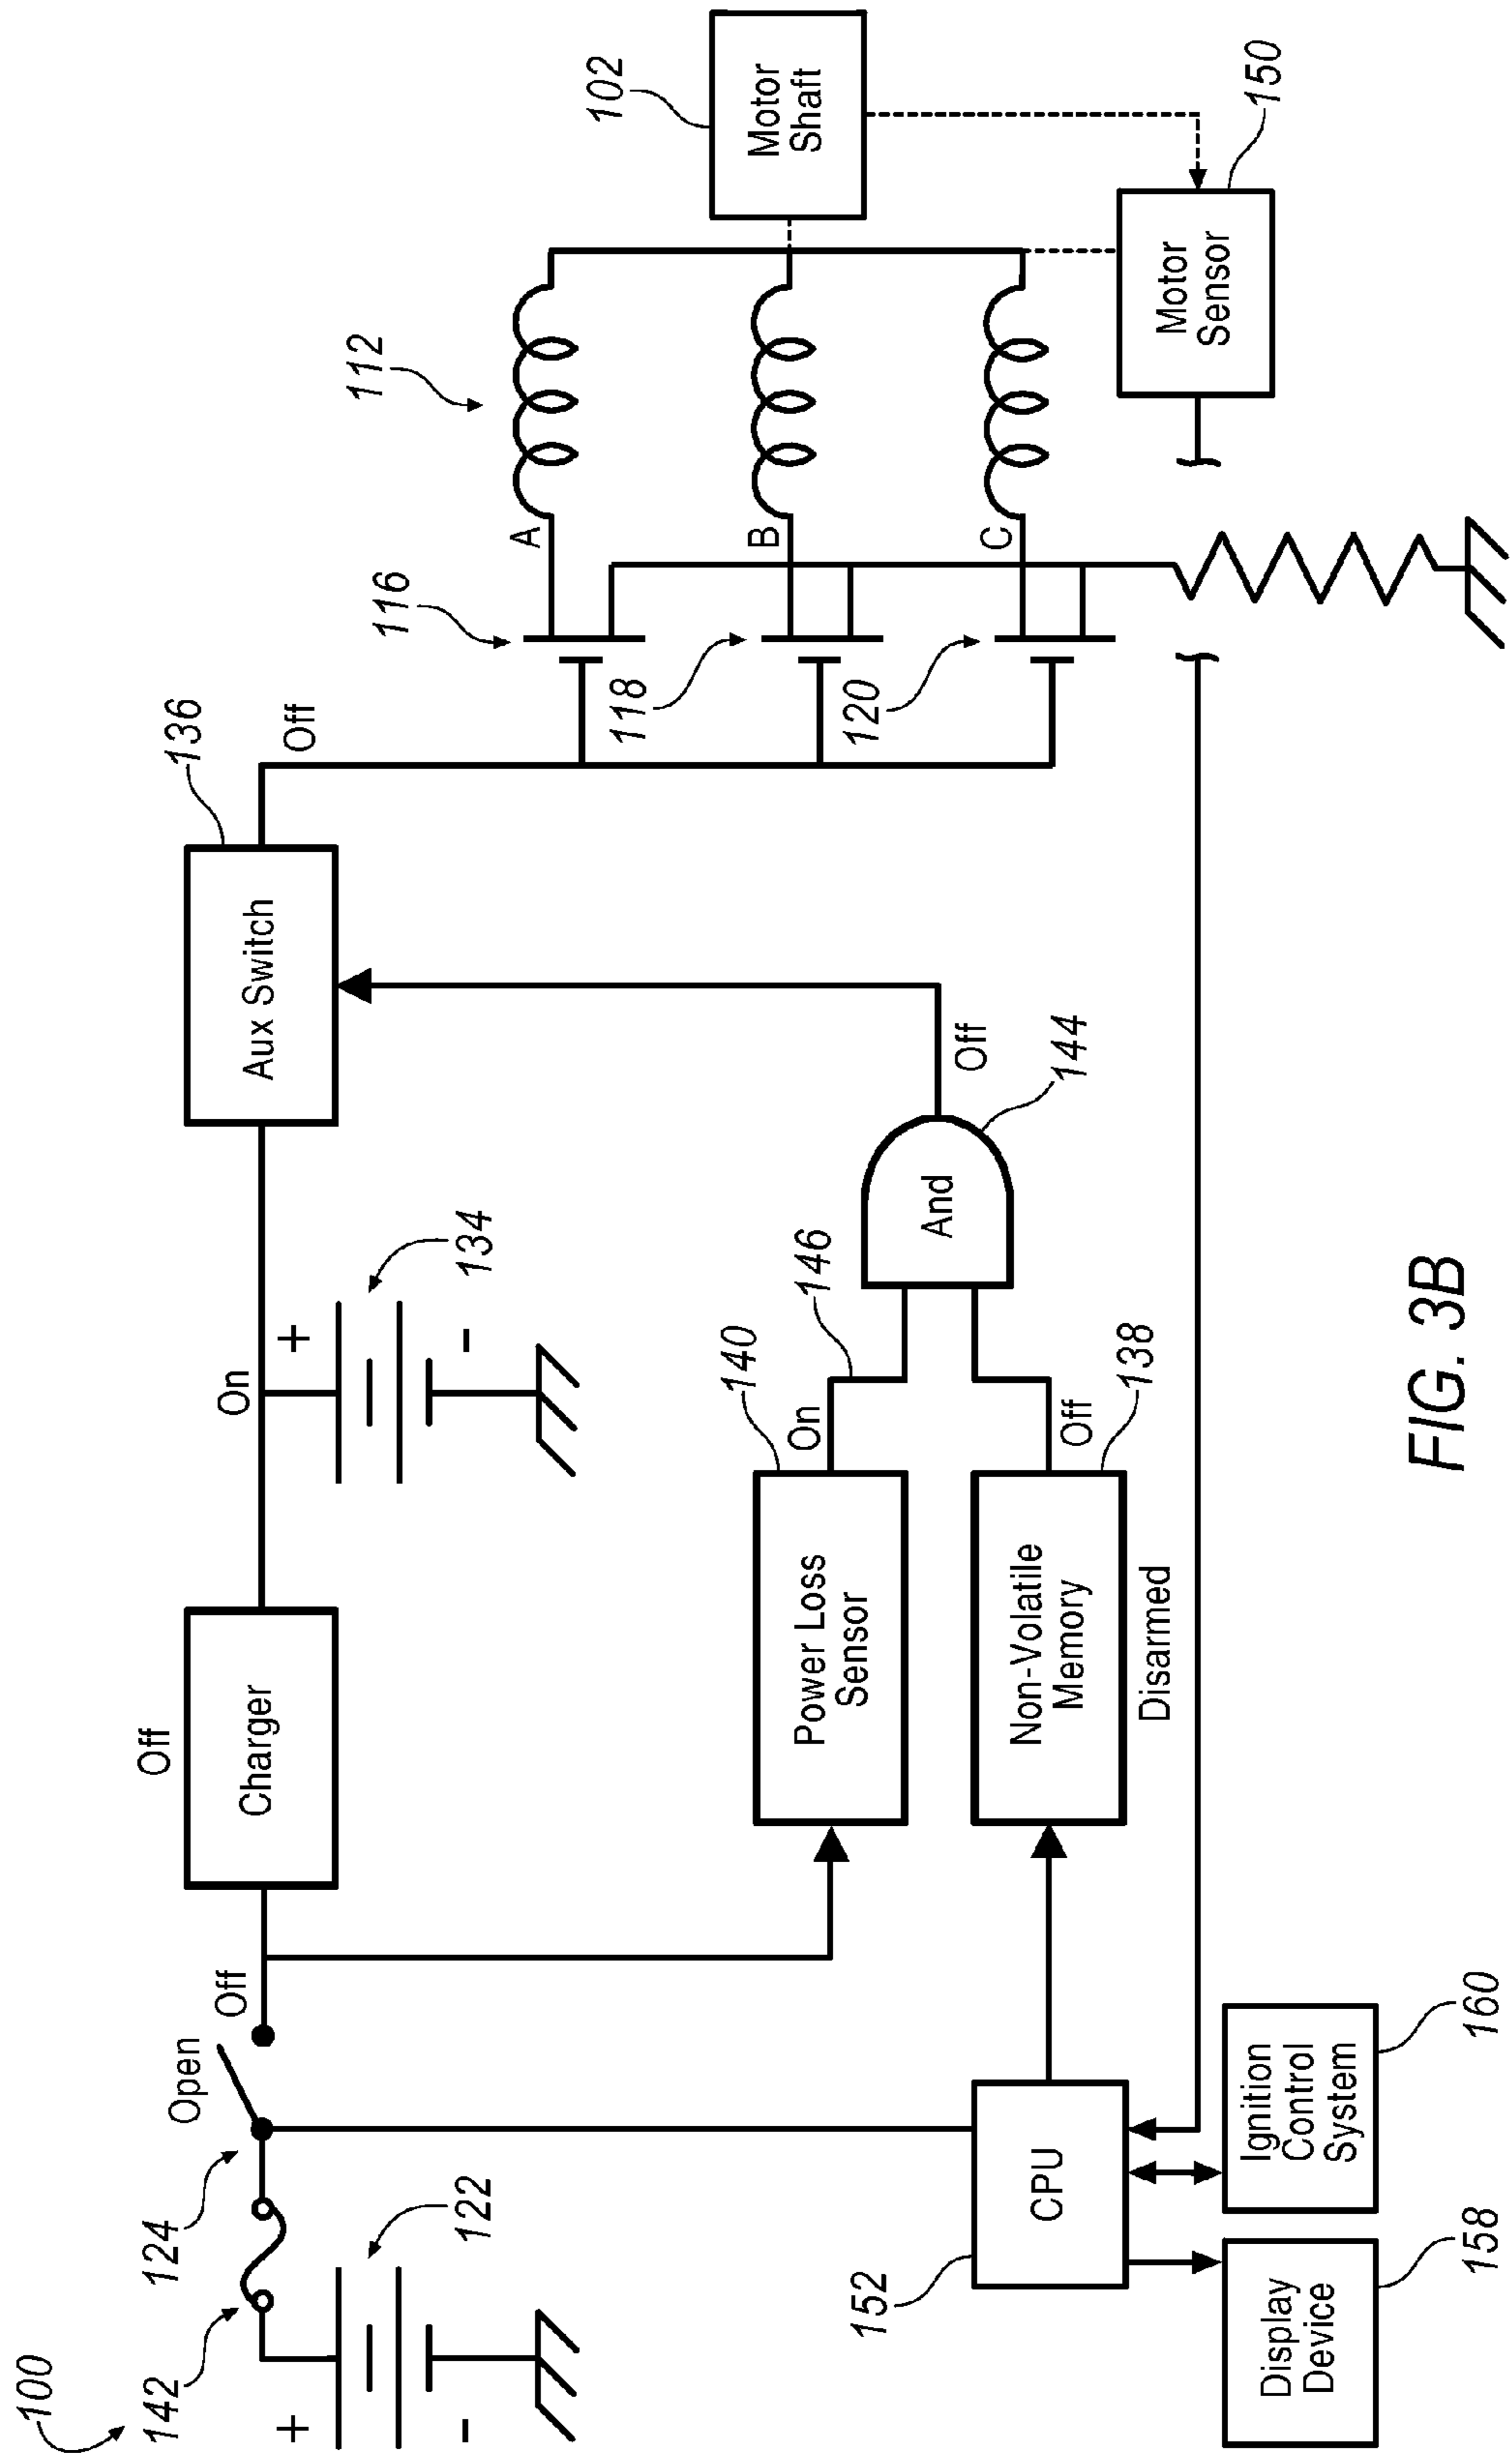 100
142
124
Open
Off
Off
Charger
On
136
Aux Switch
Off
+
-
122
+
-
134
116
118
120
A
B
C
112
102
Motor
Shaft
150
Motor
Sensor
140
Power Loss
Sensor
On
146
And
144
Off
Non-Volatile
Memory
Off
138
Disarmed
152
CPU
Display
Device
158
Ignition
Control
System
160
FIG. 3B